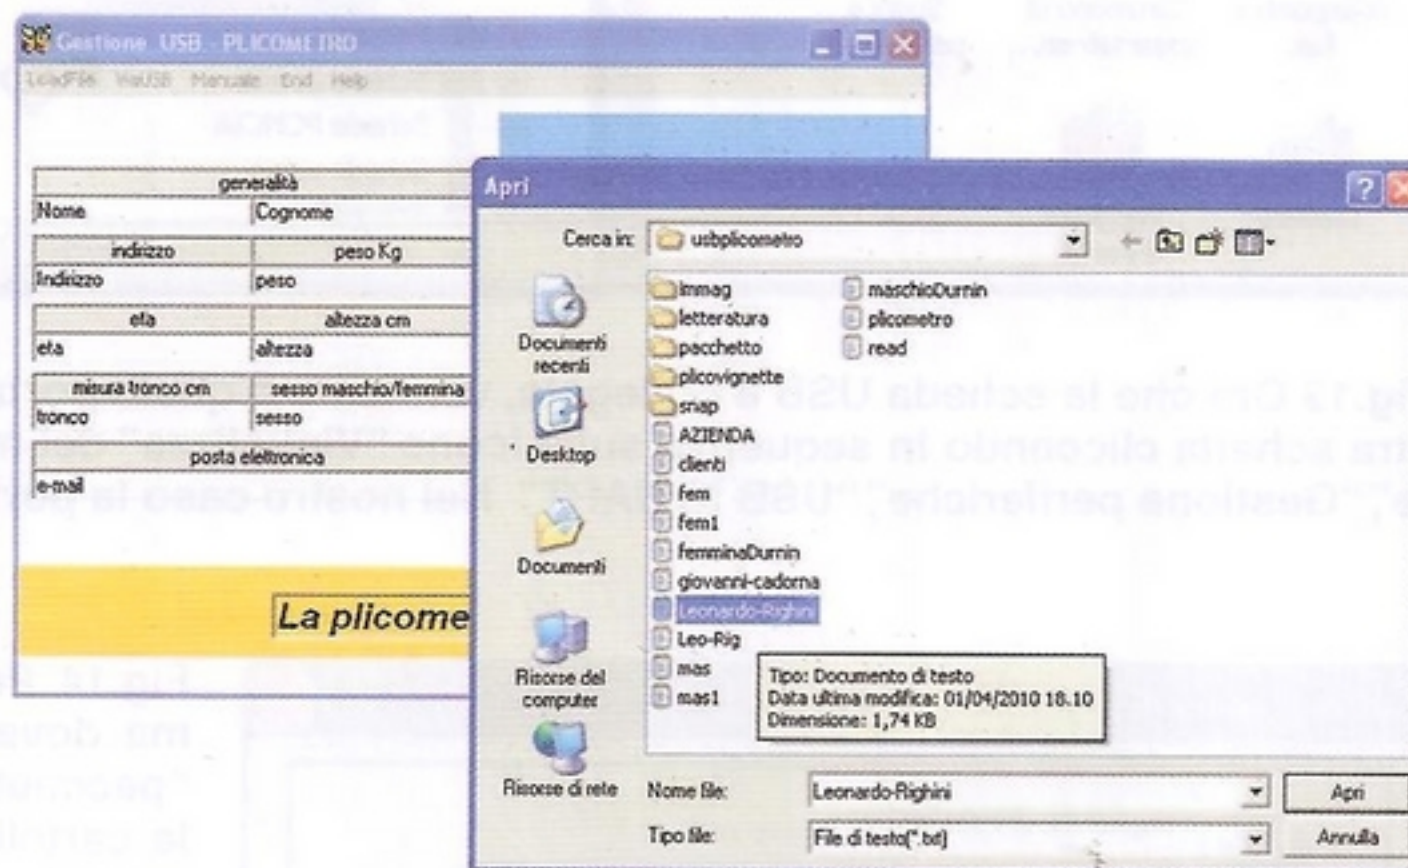 Gestione USB - PLICOMETRO
LoadFile WaUSB Manuale End Help
generalità
Nome Cognome
indirizzo peso Kg
Indirizzo peso
eta altezza cm
eta altezza
misura tronco cm sesso maschio/femmina
tronco sesso
posta elettronica
e-mail
La plicome
Apri
Cerca in: usbplicometro
Documenti recenti
Desktop
Documenti
Risorse del computer
Risorse di rete
Immag
letteratura
pacchetto
plicovignette
snap
AZIENDA
clienti
fem
fem1
femminaDurnin
giovanni-cadorna
Leonardo-Righini
Leo-Rig
mas
mas1
maschioDurnin
plicometro
read
Tipo: Documento di testo
Data ultima modifica: 01/04/2010 18.10
Dimensione: 1,74 KB
Nome file: Leonardo-Righini Apri
Tipo file: File di testo(*.txt) Annulla